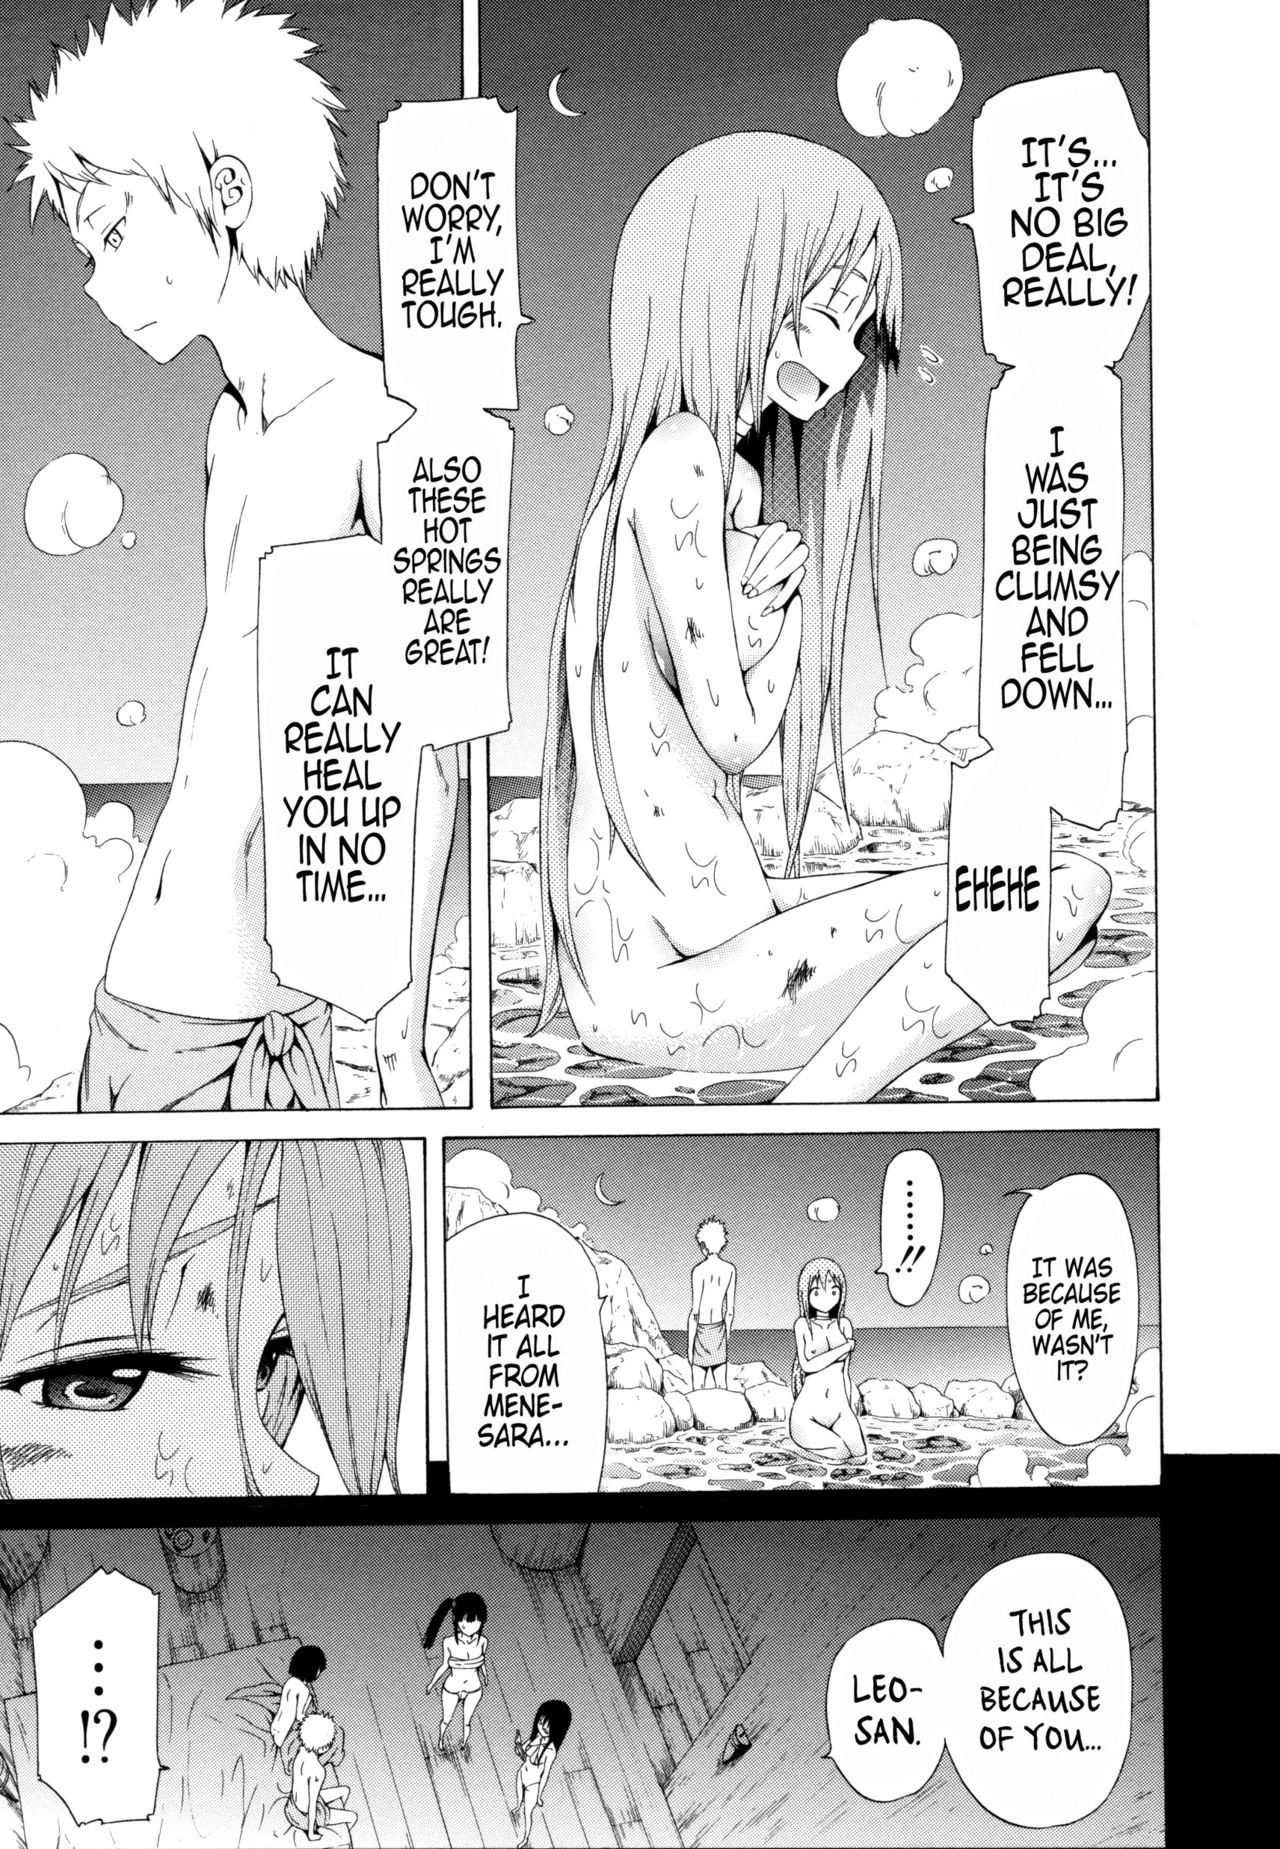 IT'S...
IT'S
NO BIG
DEAL,
REALLY!
I
WAS
JUST
BEING
CLUMSY
AND
FELL
DOWN...
EHEHE
DON'T
WORRY,
I'M
REALLY
TOUGH.
ALSO
THESE
HOT
SPRINGS
REALLY
ARE
GREAT!
IT
CAN
REALLY
HEAL
YOU UP
IN NO
TIME...
IT WAS
BECAUSE
OF ME,
WASN'T
IT?
......!!
I
HEARD
IT ALL
FROM
MENE-
SARA...
THIS
IS ALL
BECAUSE
OF YOU...
LEO-
SAN.
.....!?